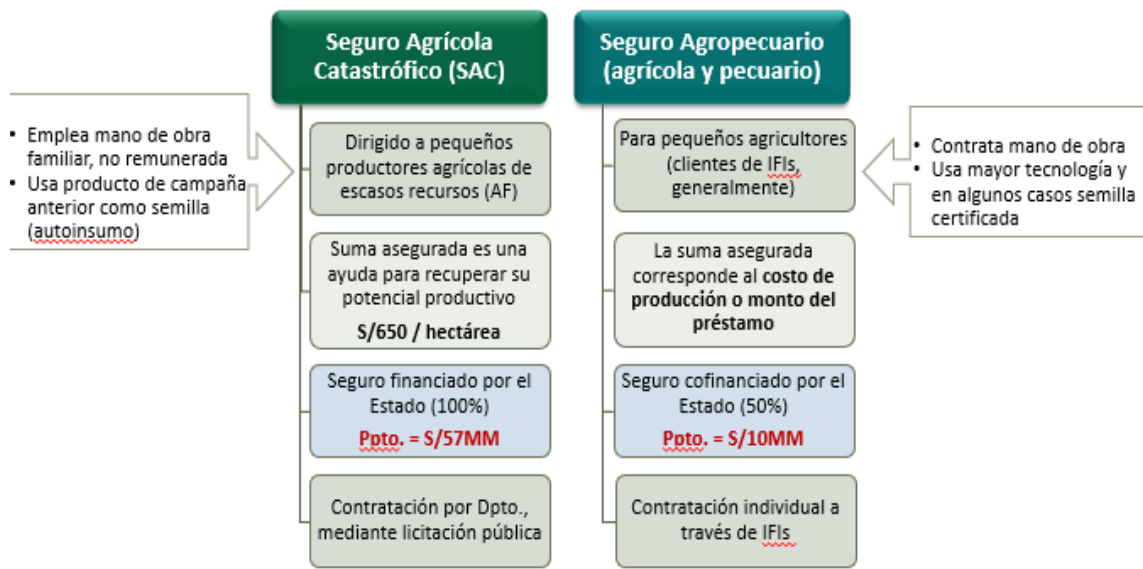 Seguro Agrícola
Catastrófico (SAC)
• Emplea mano de obra
familiar, no remunerada
• Usa producto de campaña
anterior como semilla
(autoinsumo)
Dirigido a pequeños
productores agrícolas de
escasos recursos (AF)
Suma asegurada es una
ayuda para recuperar su
potencial productivo
S/650 / hectárea
Seguro financiado por el
Estado (100%)
Ppto. = S/57MM
Contratación por Dpto.,
mediante licitación pública
Seguro Agropecuario
(agrícola y pecuario)
Para pequeños agricultores
(clientes de IFIs,
generalmente)
• Contrata mano de obra
• Usa mayor tecnología y
en algunos casos semilla
certificada
La suma asegurada
corresponde al costo de
producción o monto del
préstamo
Seguro cofinanciado por el
Estado (50%)
Ppto. = S/10MM
Contratación individual a
través de IFIs